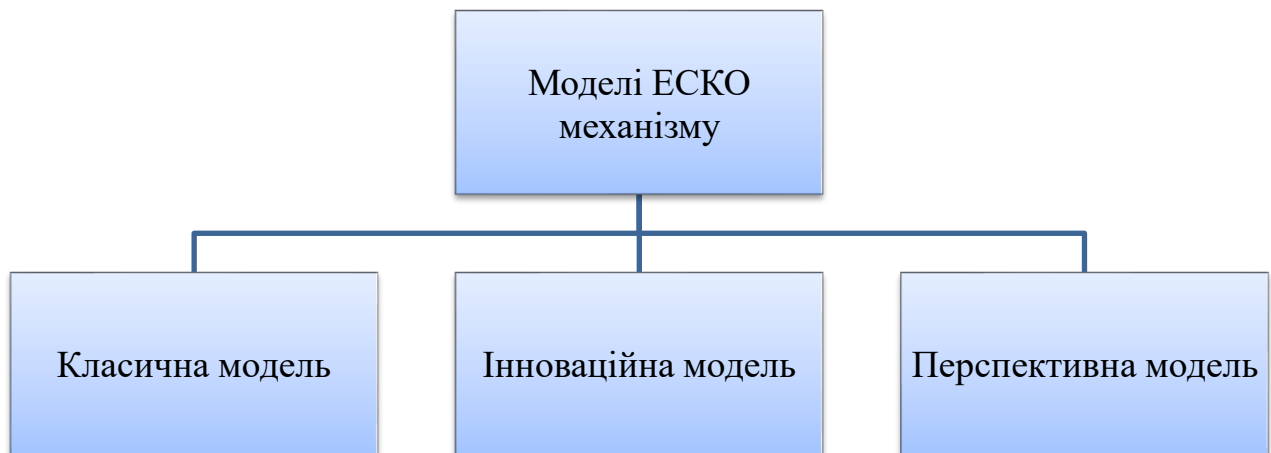 Моделі ЕСКО
механізму
Класична модель
Інноваційна модель
Перспективна модель